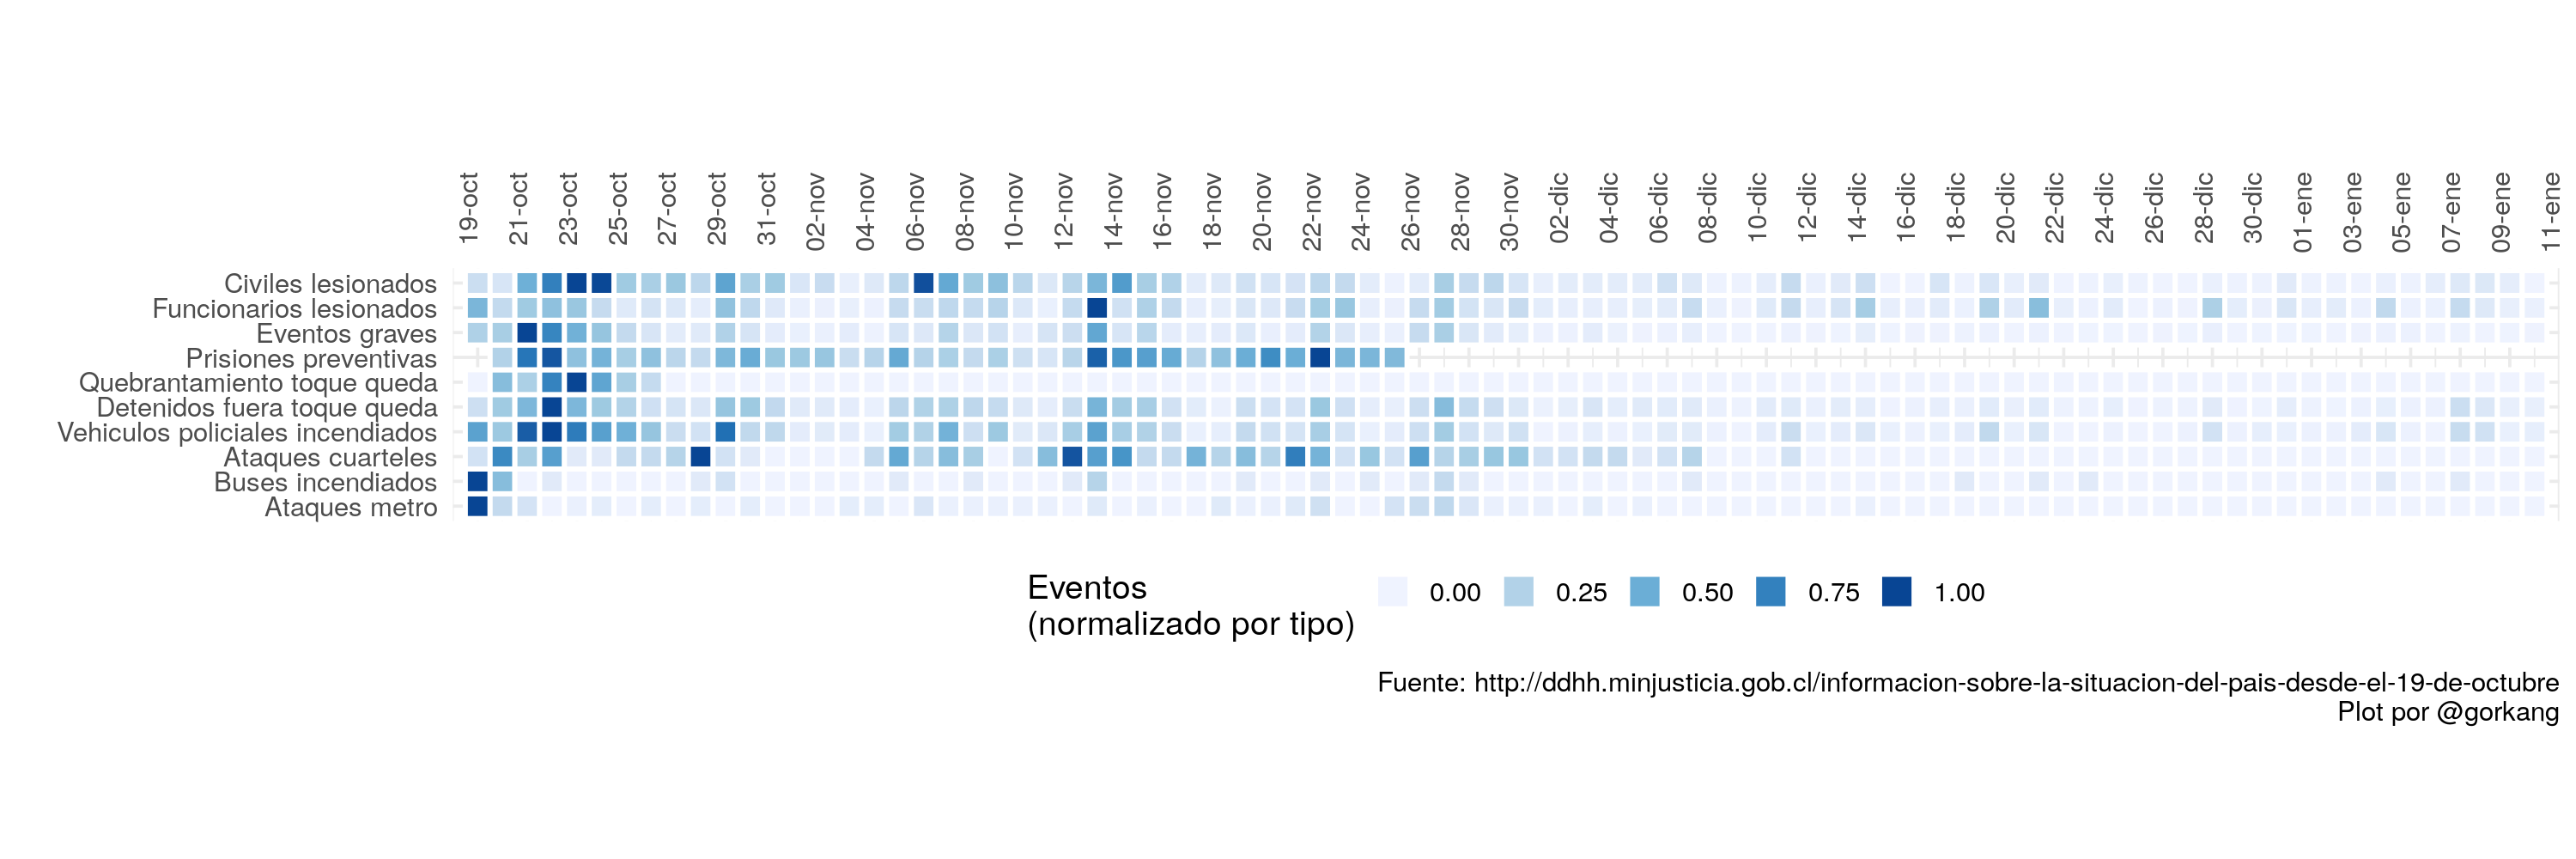 19-oct 21-oct 23-oct 25-oct 27-oct 29-oct 31-oct 02-nov 04-nov 06-nov 08-nov 10-nov 12-nov 14-nov 16-nov 18-nov 20-nov 22-nov 24-nov 26-nov 28-nov 30-nov 02-dic 04-dic 06-dic 08-dic 10-dic 12-dic 14-dic 16-dic 18-dic 20-dic 22-dic 24-dic 26-dic 28-dic 30-dic 01-ene 03-ene 05-ene 07-ene 09-ene 11-ene
Civiles lesionados
Funcionarios lesionados
Eventos graves
Prisiones preventivas
Quebrantamiento toque queda
Detenidos fuera toque queda
Vehiculos policiales incendiados
Ataques cuarteles
Buses incendiados
Ataques metro
Eventos
(normalizado por tipo)
0.00 0.25 0.50 0.75 1.00
Fuente: http://ddhh.minjusticia.gob.cl/informacion-sobre-la-situacion-del-pais-desde-el-19-de-octubre
Plot por @gorkang